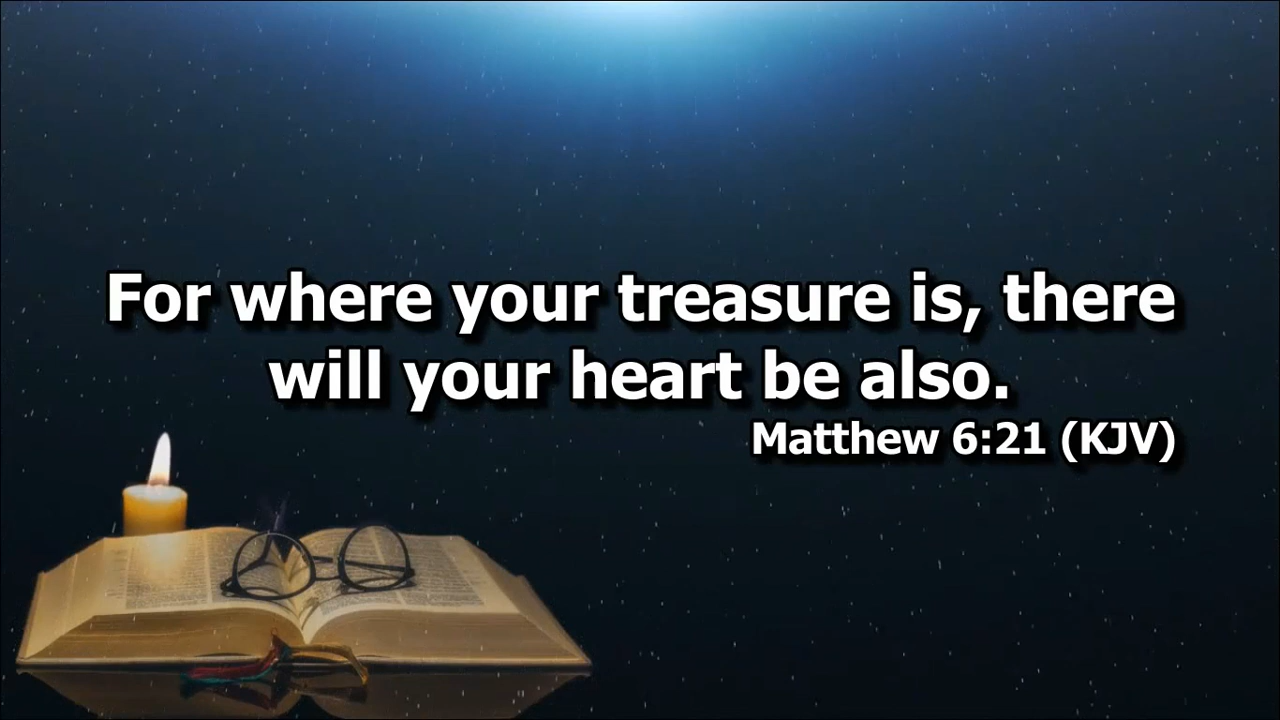 For where your treasure is, there
will your heart be also.
Matthew 6:21 (KJV)